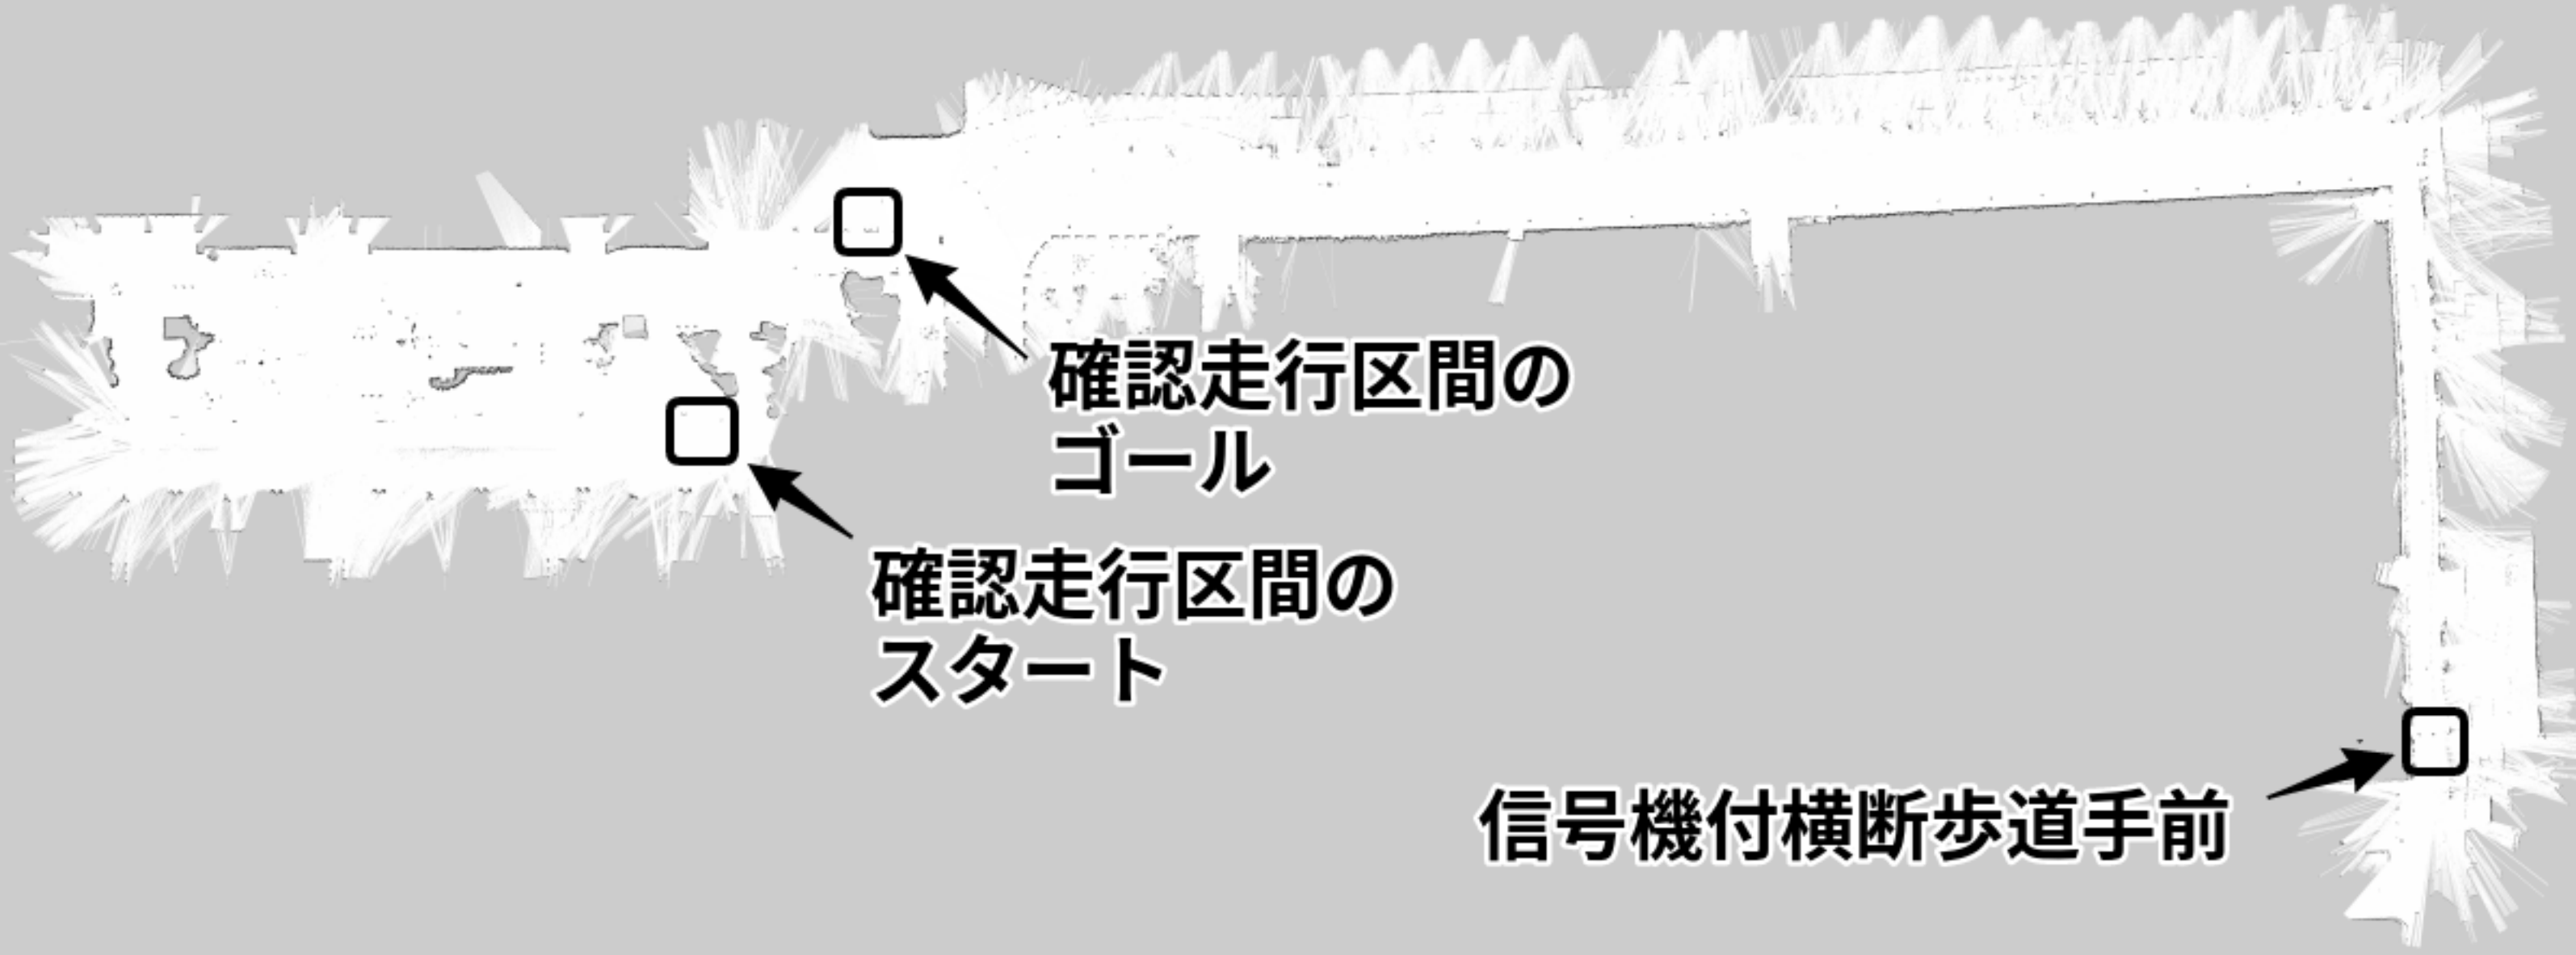 確認走行区間の
ゴール
確認走行区間の
スタート
信号機付横断歩道手前